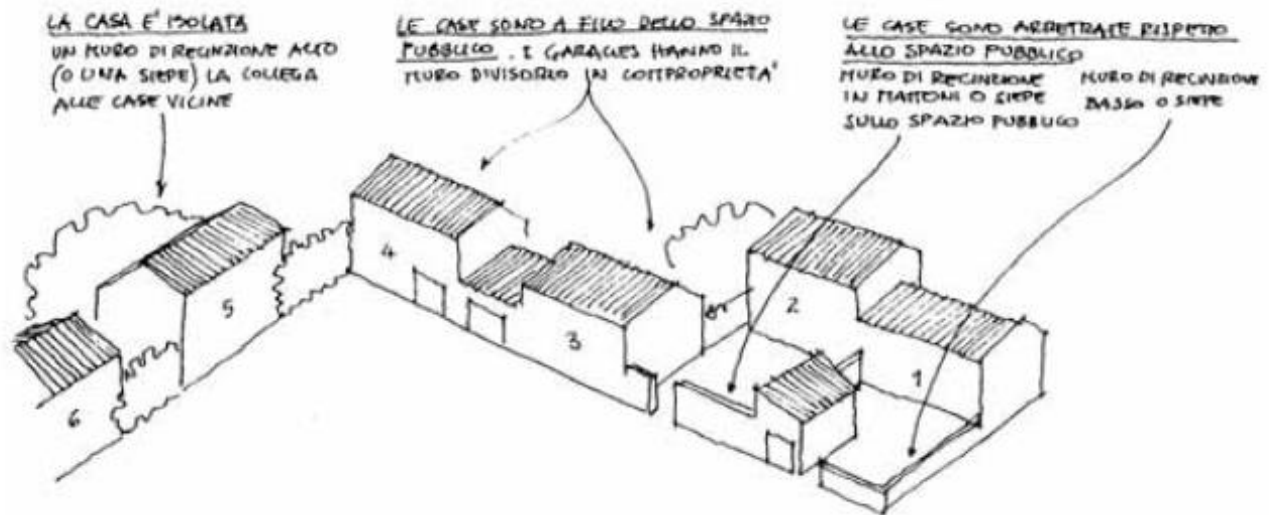 LA CASA E' ISOLATA
UN MURO DI RECINZIONE ALTO
(O UNA SIEPE) LA COLLEGA
ALLE CASE VICINE
LE CASE SONO A FILO DELLO SPAZIO
PUBBLICO. I GARAGES HANNO IL
MURO DIVISORIO IN COMPROPRIETA'
LE CASE SONO ARRETRATE RISPETTO
ALLO SPAZIO PUBBLICO
MURO DI RECINZIONE
IN MATTONI O SIEPE
SULLO SPAZIO PUBBLICO
MURO DI RECINZIONE
BASSO O SIEPE
4
5
3
2
1
6